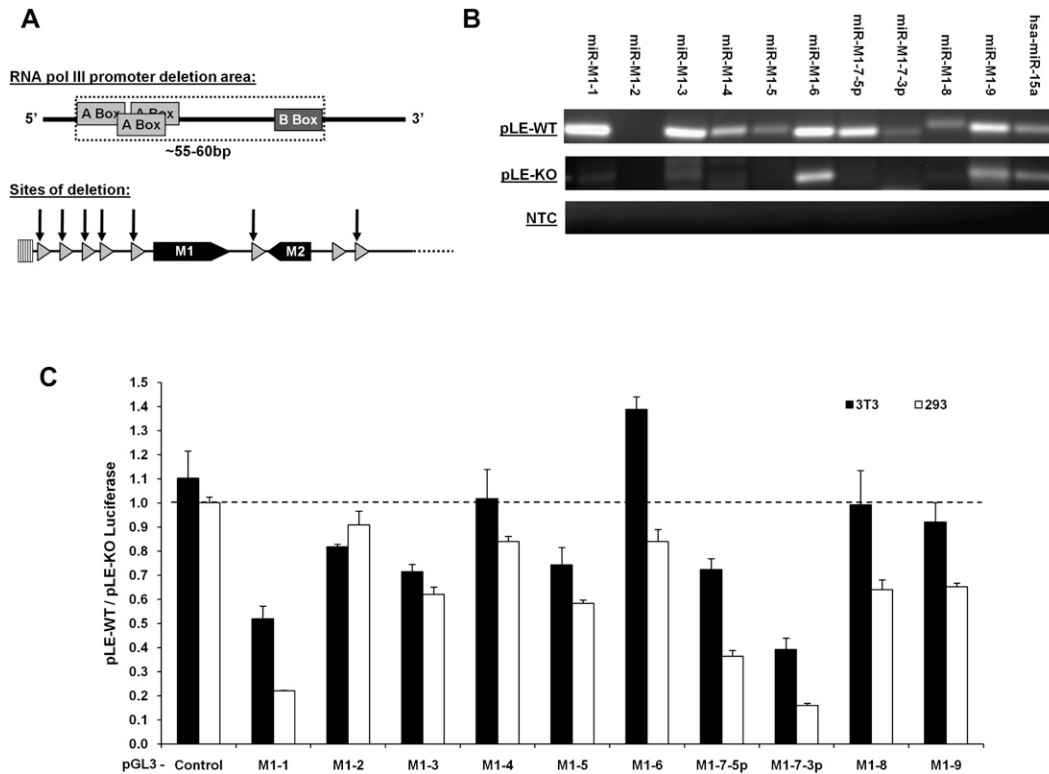 A
RNA pol III promoter deletion area:
5'
A Box
A Box
A Box
B Box
3'
~55-60bp
Sites of deletion:
M1
M2
B
miR-M1-1
miR-M1-2
miR-M1-3
miR-M1-4
miR-M1-5
miR-M1-6
miR-M1-7-5p
miR-M1-7-3p
miR-M1-8
miR-M1-9
hsa-miR-15a
pLE-WT
pLE-KO
NTC
C
pLE-WT / pLE-KO Luciferase
1.5
1.4
1.3
1.2
1.1
1.0
0.9
0.8
0.7
0.6
0.5
0.4
0.3
0.2
0.1
0.0
3T3
293
pGL3 - Control M1-1 M1-2 M1-3 M1-4 M1-5 M1-6 M1-7-5p M1-7-3p M1-8 M1-9